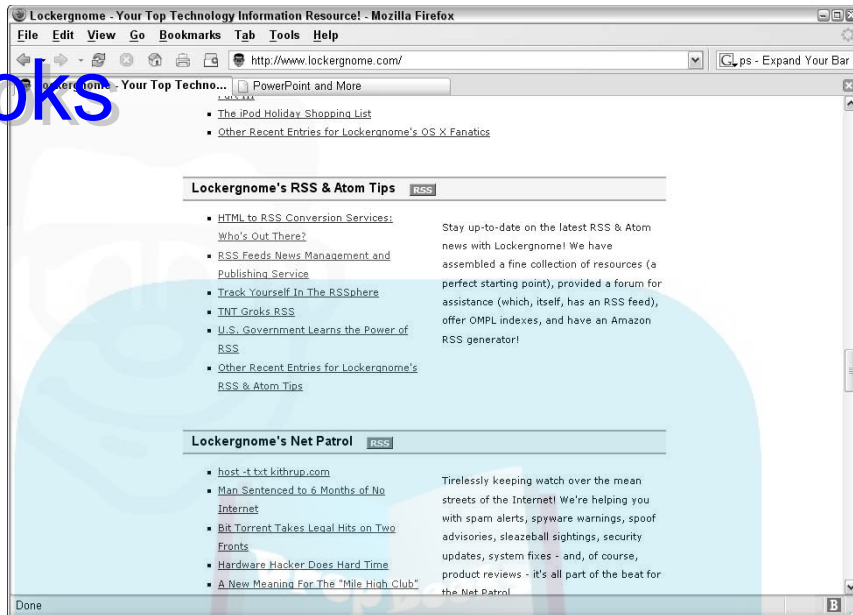 Lockergnome - Your Top Technology Information Resource! - Mozilla Firefox
File Edit View Go Bookmarks Tab Tools Help
http://www.lockergnome.com/
ps - Expand Your Bar
oks
Lockergnome - Your Top Techno...
PowerPoint and More
Part III
The iPod Holiday Shopping List
Other Recent Entries for Lockergnome's OS X Fanatics
Lockergnome's RSS & Atom Tips RSS
HTML to RSS Conversion Services:
Who's Out There?
RSS Feeds News Management and
Publishing Service
Track Yourself In The RSSphere
TNT Groks RSS
U.S. Government Learns the Power of
RSS
Other Recent Entries for Lockergnome's
RSS & Atom Tips
Stay up-to-date on the latest RSS & Atom
news with Lockergnome! We have
assembled a fine collection of resources (a
perfect starting point), provided a forum for
assistance (which, itself, has an RSS feed),
offer OMPL indexes, and have an Amazon
RSS generator!
Lockergnome's Net Patrol RSS
host -t txt kithrup.com
Man Sentenced to 6 Months of No
Internet
Bit Torrent Takes Legal Hits on Two
Fronts
Hardware Hacker Does Hard Time
A New Meaning For The "Mile High Club"
Tirelessly keeping watch over the mean
streets of the Internet! We're helping you
with spam alerts, spyware warnings, spoof
advisories, sleazeball sightings, security
updates, system fixes - and, of course,
product reviews - it's all part of the beat for
the Net Patrol
Done
B